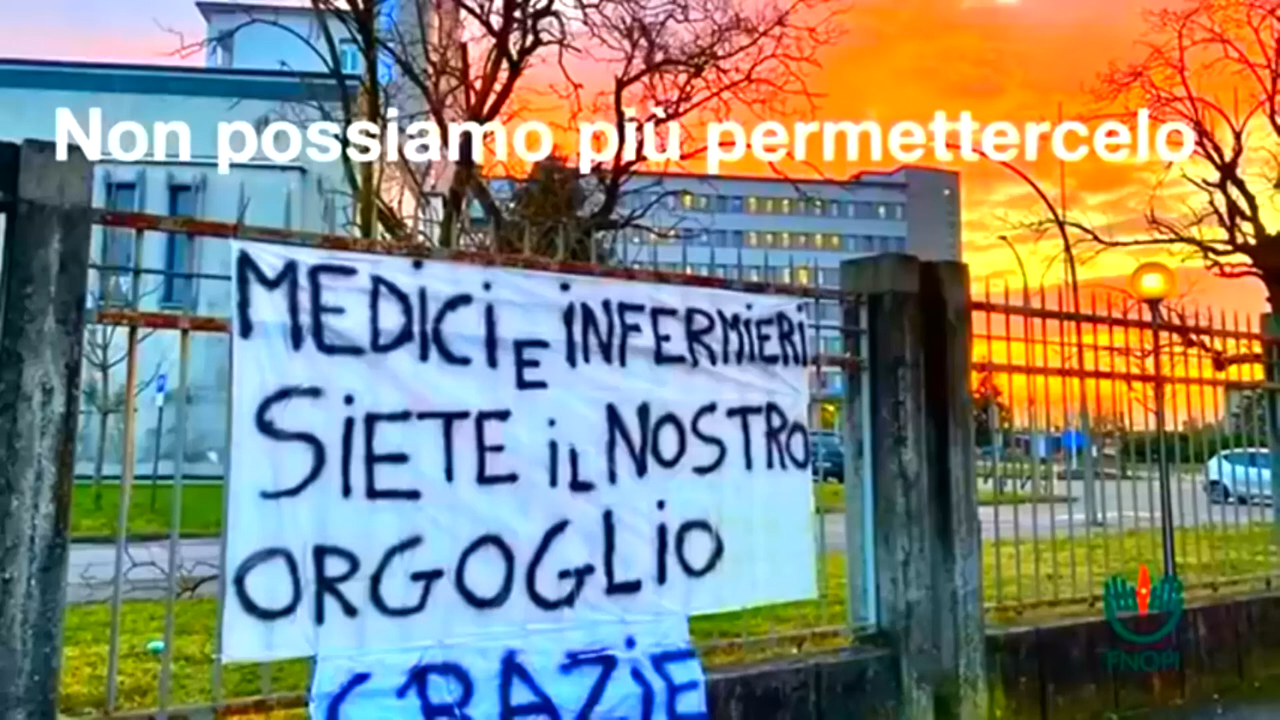 Non possiamo più permettercelo
MEDICI E INFERMIERI
SIETE IL NOSTRO
ORGOGLIO
GRAZIE
FNOPI